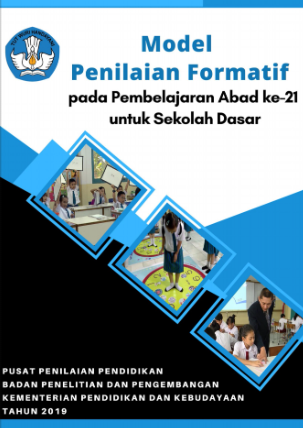 Model
Penilaian Formatif
pada Pembelajaran Abad ke-21
untuk Sekolah Dasar
PUSAT PENILAIAN PENDIDIKAN
BADAN PENELITIAN DAN PENGEMBANGAN
KEMENTERIAN PENDIDIKAN DAN KEBUDAYAAN
TAHUN 2019